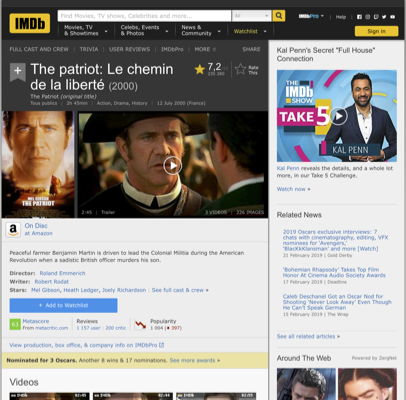 IMDb
Find Movies, TV shows, Celebrities and more...
All
IMDbPro
Help
Movies, TV
& Showtimes
Celebs, Events
& Photos
News &
Community
Watchlist
Sign in
FULL CAST AND CREW | TRIVIA | USER REVIEWS | IMDbPro | MORE
SHARE
The patriot: Le chemin
de la liberté (2000)
The Patriot (original title)
Tous publics | 2h 45min | Action, Drama, History | 12 July 2000 (France)
7,2
Rate
This
2:45 | Trailer
3 VIDEOS | 226 IMAGES
On Disc
at Amazon
Peaceful farmer Benjamin Martin is driven to lead the Colonial Militia during the American
Revolution when a sadistic British officer murders his son.
Director: Roland Emmerich
Writer: Robert Rodat
Stars: Mel Gibson, Heath Ledger, Joely Richardson | See full cast & crew »
+ Add to Watchlist
63
Metascore
From metacritic.com
Reviews
1 157 user | 200 critic
Popularity
1 004
View production, box office, & company info on IMDbPro
Nominated for 3 Oscars. Another 8 wins & 17 nominations. See more awards »
Videos
Kal Penn's Secret "Full House"
Connection
THE
IMDb
SHOW
TAKE 5
KAL PENN
Kal Penn reveals the details, and a whole lot
more, in our Take 5 Challenge.
Watch now »
Related News
2019 Oscars exclusive interviews: 7
chats with cinematography, editing, VFX
nominees for 'Avengers,'
'BlacKkKlansman' and more [Watch]
21 February 2019 | Gold Derby
'Bohemian Rhapsody' Takes Top Film
Honor At Cinema Audio Society Awards
17 February 2019 | Deadline
Caleb Deschanel Got an Oscar Nod for
Shooting 'Never Look Away' Even Though
He Can't Speak German
15 February 2019 | The Wrap
See all related articles »
Around The Web
Powered by ZergNet